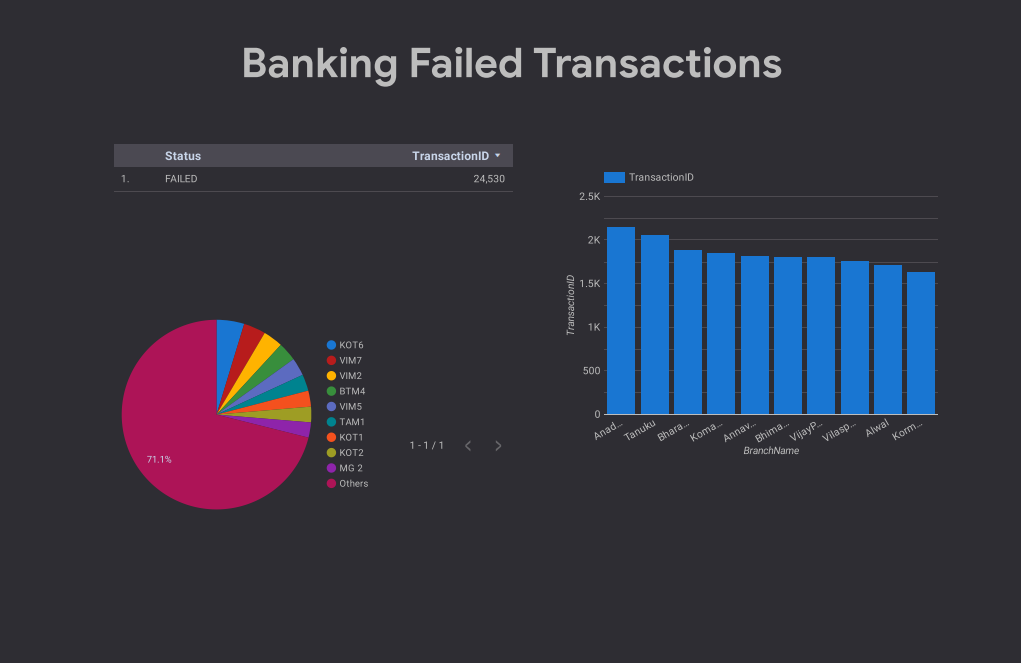 Banking Failed Transactions
Status TransactionID
1. FAILED 24,530
TransactionID
2.5K
2K
1.5K
1K
500
0
TransactionID
Anad...
Tanuku
Bhara...
Koma...
Annav...
Bhima...
VijayP...
Vilasp...
Alwal
Korm...
BranchName
71.1%
KOT6
VIM7
VIM2
BTM4
VIM5
TAM1
KOT1
KOT2
MG 2
Others
1 - 1 / 1